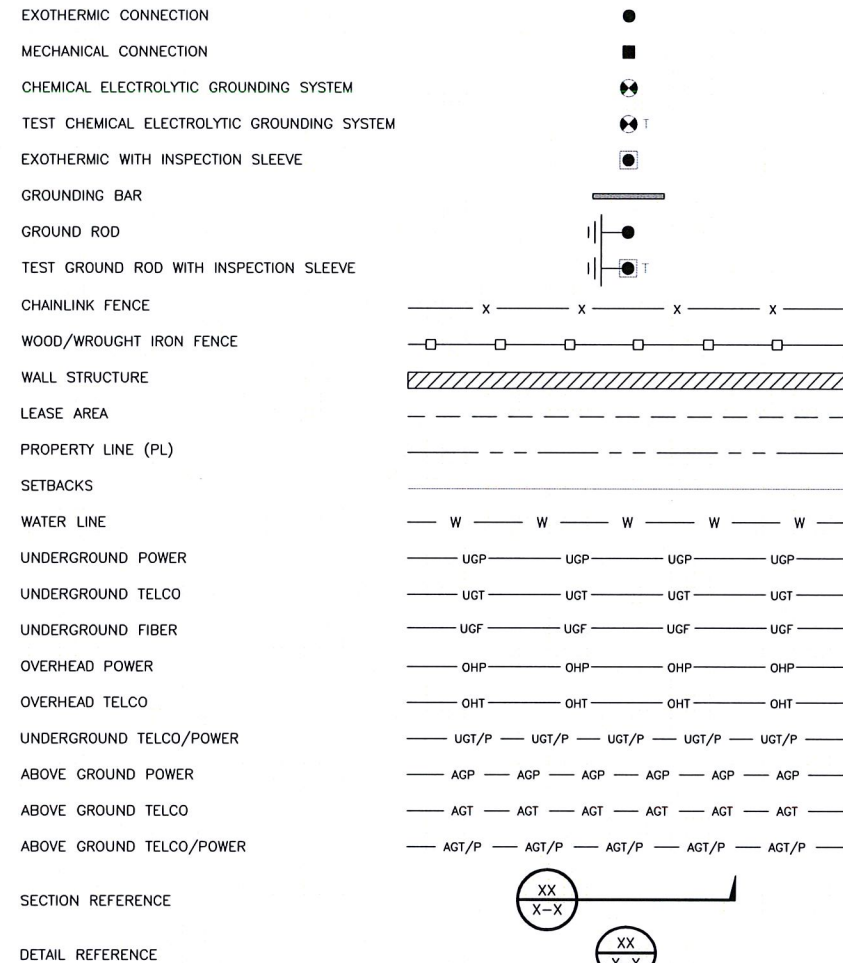 EXOTHERMIC CONNECTION
MECHANICAL CONNECTION
CHEMICAL ELECTROLYTIC GROUNDING SYSTEM
TEST CHEMICAL ELECTROLYTIC GROUNDING SYSTEM T
EXOTHERMIC WITH INSPECTION SLEEVE
GROUNDING BAR
GROUND ROD
TEST GROUND ROD WITH INSPECTION SLEEVE T
CHAINLINK FENCE X X X X
WOOD/WROUGHT IRON FENCE
WALL STRUCTURE
LEASE AREA
PROPERTY LINE (PL)
SETBACKS
WATER LINE W W W W W
UNDERGROUND POWER UGP UGP UGP UGP
UNDERGROUND TELCO UGT UGT UGT UGT
UNDERGROUND FIBER UGF UGF UGF UGF
OVERHEAD POWER OHP OHP OHP OHP
OVERHEAD TELCO OHT OHT OHT OHT
UNDERGROUND TELCO/POWER UGT/P UGT/P UGT/P UGT/P UGT/P
ABOVE GROUND POWER AGP AGP AGP AGP AGP AGP
ABOVE GROUND TELCO AGT AGT AGT AGT AGT AGT
ABOVE GROUND TELCO/POWER AGT/P AGT/P AGT/P AGT/P AGT/P
XX
SECTION REFERENCE X-X
XX
DETAIL REFERENCE X-X